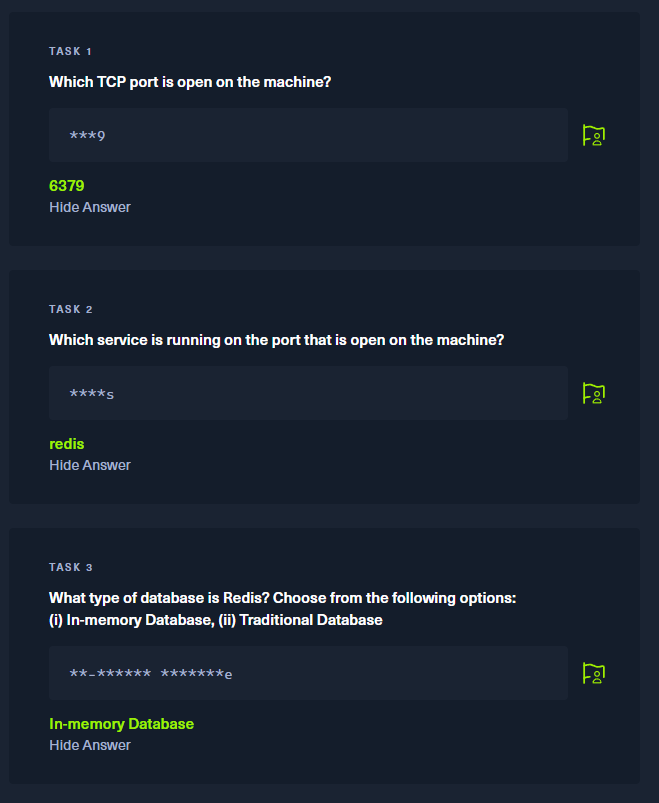 TASK 1
Which TCP port is open on the machine?
***9
6379
Hide Answer
TASK 2
Which service is running on the port that is open on the machine?
****s
redis
Hide Answer
TASK 3
What type of database is Redis? Choose from the following options:
(i) In-memory Database, (ii) Traditional Database
**-****** *******e
In-memory Database
Hide Answer